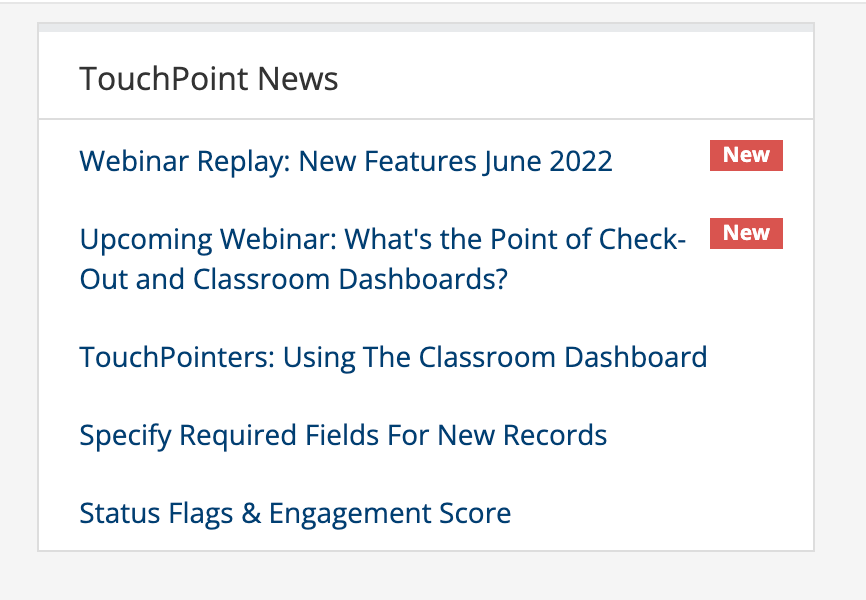 TouchPoint News
Webinar Replay: New Features June 2022
New
Upcoming Webinar: What's the Point of Check-
New
Out and Classroom Dashboards?
TouchPointers: Using The Classroom Dashboard
Specify Required Fields For New Records
Status Flags & Engagement Score